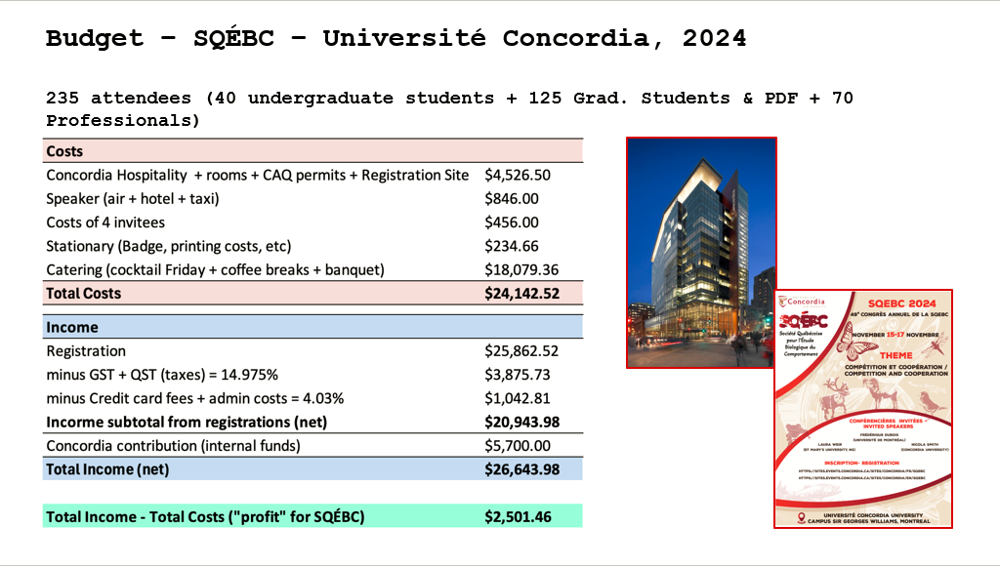 Budget – SQÉBC – Université Concordia, 2024
235 attendees (40 undergraduate students + 125 Grad. Students & PDF + 70
Professionals)
Costs
Concordia Hospitality + rooms + CAQ permits + Registration Site $4,526.50
Speaker (air + hotel + taxi) $846.00
Costs of 4 invitees $456.00
Stationary (Badge, printing costs, etc) $234.66
Catering (cocktail Friday + coffee breaks + banquet) $18,079.36
Total Costs $24,142.52
Income
Registration $25,862.52
minus GST + QST (taxes) = 14.975% $3,875.73
minus Credit card fees + admin costs = 4.03% $1,042.81
Incorme subtotal from registrations (net) $20,943.98
Concordia contribution (internal funds) $5,700.00
Total Income (net) $26,643.98
Total Income - Total Costs ("profit" for SQÉBC) $2,501.46
Concordia
SQÉBC
Société Québécoise
pour l'Étude
Biologique du
Comportement
SQEBC 2024
48e CONGRÈS ANNUEL DE LA SQEBC
NOVEMBER 15-17 NOVEMBRE
THEME
COMPÉTITION ET COOPÉRATION /
COMPETITION AND COOPERATION
CONFÉRENCIÈRES INVITÉES -
INVITED SPEAKERS
FRÉDÉRIQUE DUBOIS
(UNIVERSITÉ DE MONTRÉAL)
LAURA WEIR
(ST MARY'S UNIVERSITY, NS)
NICOLA SMITH
(CONCORDIA UNIVERSITY)
INSCRIPTION- REGISTRATION
HTTPS://SITES.EVENTS.CONCORDIA.CA/SITES/CONCORDIA/FR/SQEBC
HTTPS://SITES.EVENTS.CONCORDIA.CA/SITES/CONCORDIA/EN/SQEBC
UNIVERSITÉ CONCORDIA UNIVERSITY
CAMPUS SIR GEORGES WILLIAMS, MONTREAL